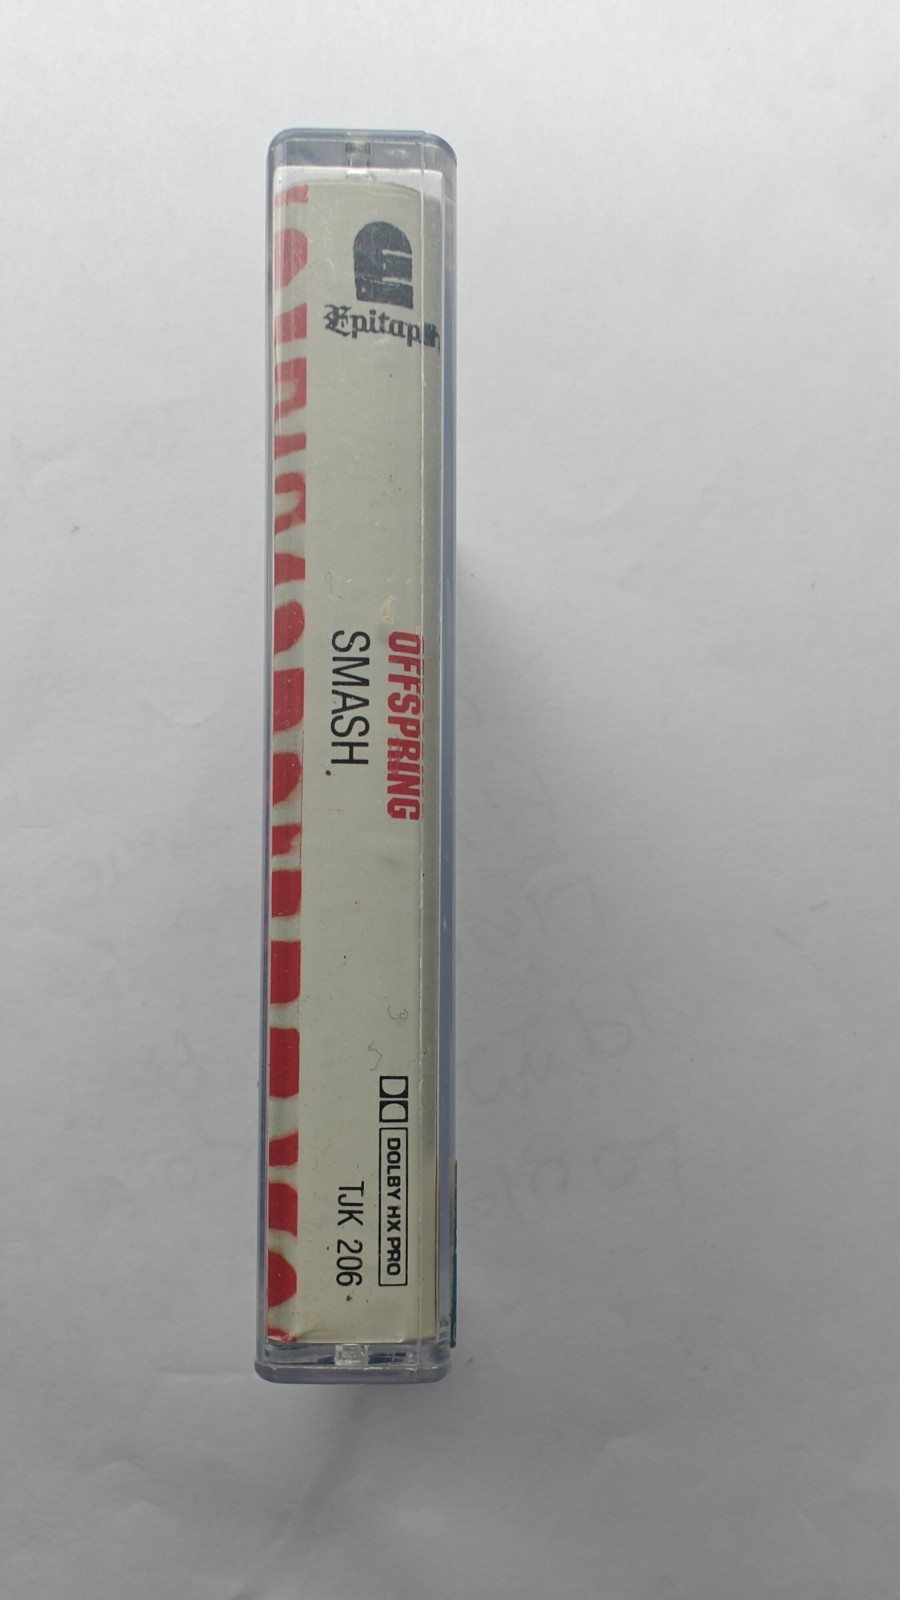 Epitaph
OFFSPRING
SMASH
DOLBY HX PRO
TJK 206